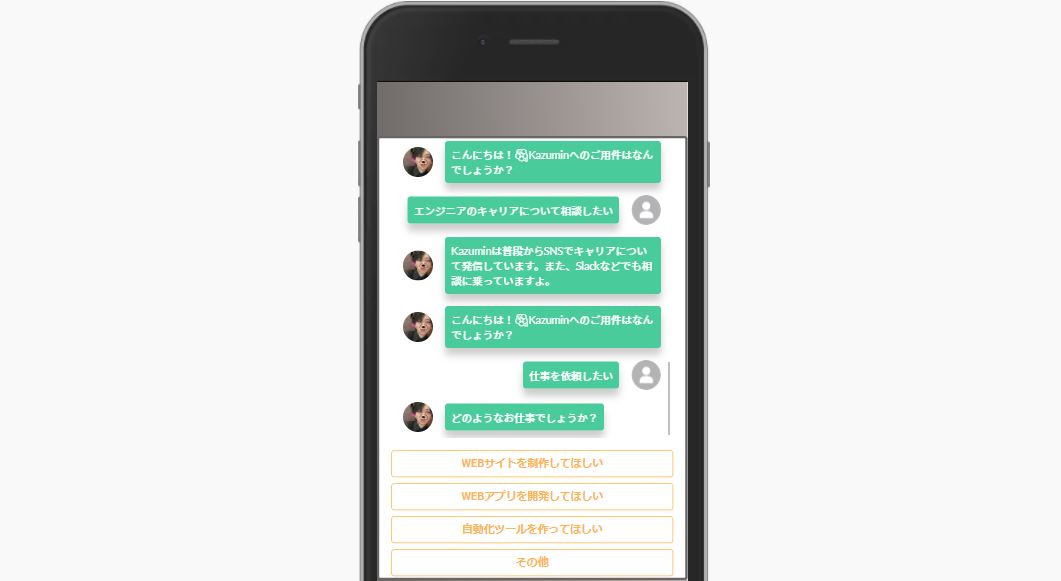 こんにちは！Kazuminへのご用件はなん
でしょうか？
エンジニアのキャリアについて相談したい
Kazuminは普段からSNSでキャリアについ
て発信しています。また、Slackなどでも相
談に乗っていますよ。
こんにちは！Kazuminへのご用件はなん
でしょうか？
仕事を依頼したい
どのようなお仕事でしょうか？
WEBサイトを制作してほしい
WEBアプリを開発してほしい
自動化ツールを作ってほしい
その他